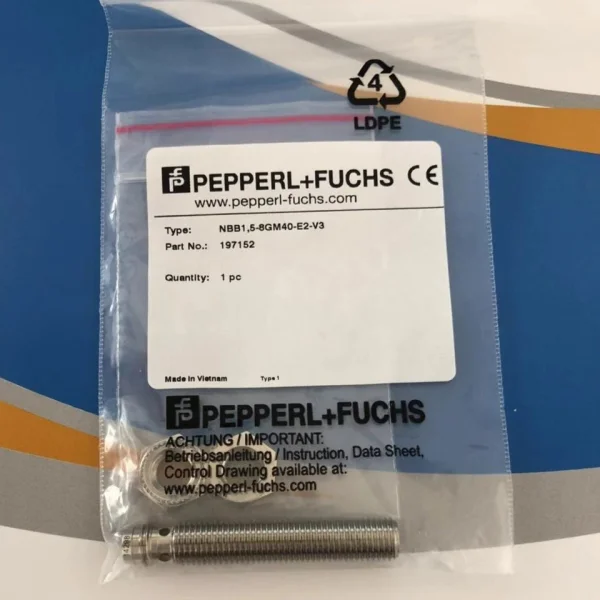 4
LDPE
PEPPERL+FUCHS CE
www.pepperl-fuchs.com
Type: NBB1,5-8GM40-E2-V3
Part No.: 197152
Quantity: 1 pc
Made in Vietnam Type 1
PEPPERL+FUCHS
ACHTUNG / IMPORTANT:
Betriebsanleitung / Instruction, Data Sheet,
Control Drawing available at:
www.pepperl-fuchs.com